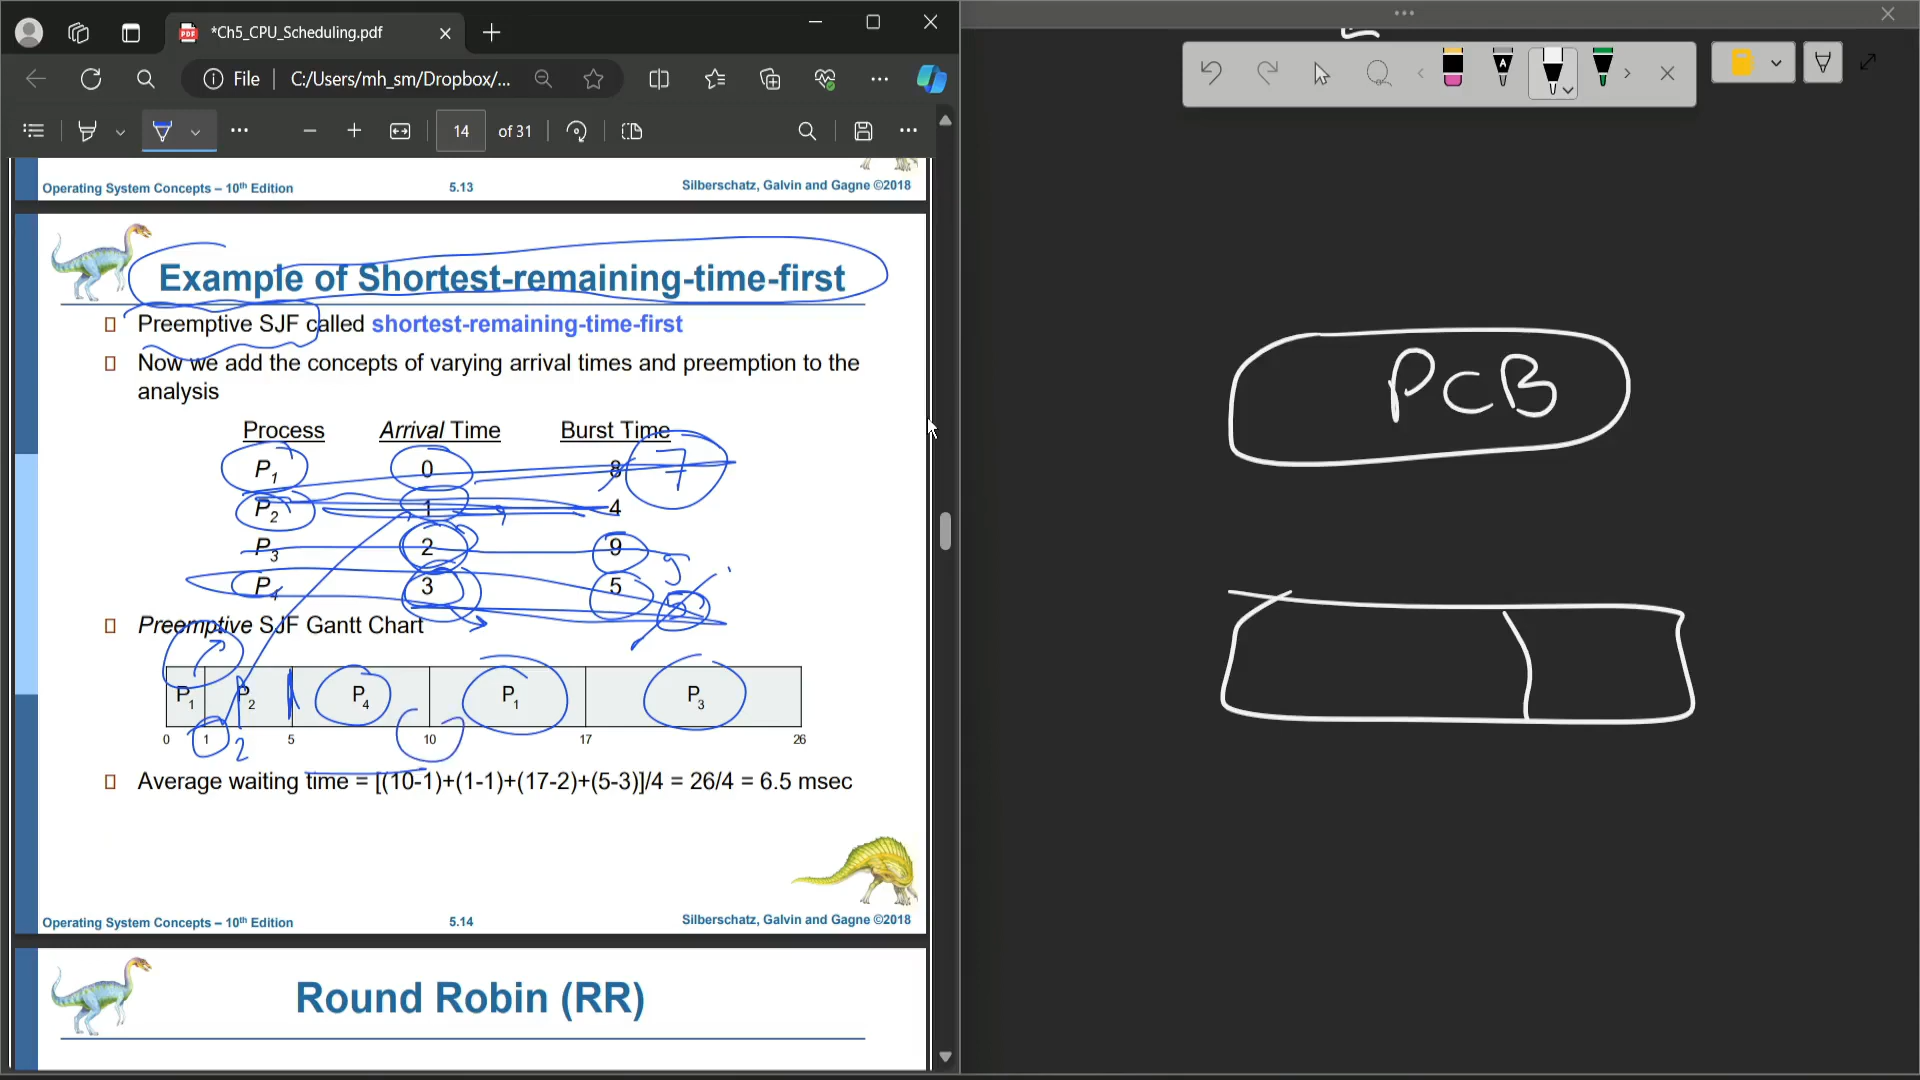 *Ch5_CPU_Scheduling.pdf
File
C:/Users/mh_sm/Dropbox/...
14 of 31
Operating System Concepts – 10th Edition 5.13 Silberschatz, Galvin and Gagne ©2018
Example of Shortest-remaining-time-first
Preemptive SJF called shortest-remaining-time-first
Now we add the concepts of varying arrival times and preemption to the
analysis
Process Arrival Time Burst Time
P1 0 8 7
P2 1 4
P3 2 9 9
P4 3 5
Preemptive SJF Gantt Chart
P1 P2 P4 P1 P3
0 1 2 5 10 17 26
Average waiting time = [(10-1)+(1-1)+(17-2)+(5-3)]/4 = 26/4 = 6.5 msec
Operating System Concepts – 10th Edition 5.14 Silberschatz, Galvin and Gagne ©2018
Round Robin (RR)
A
PCB